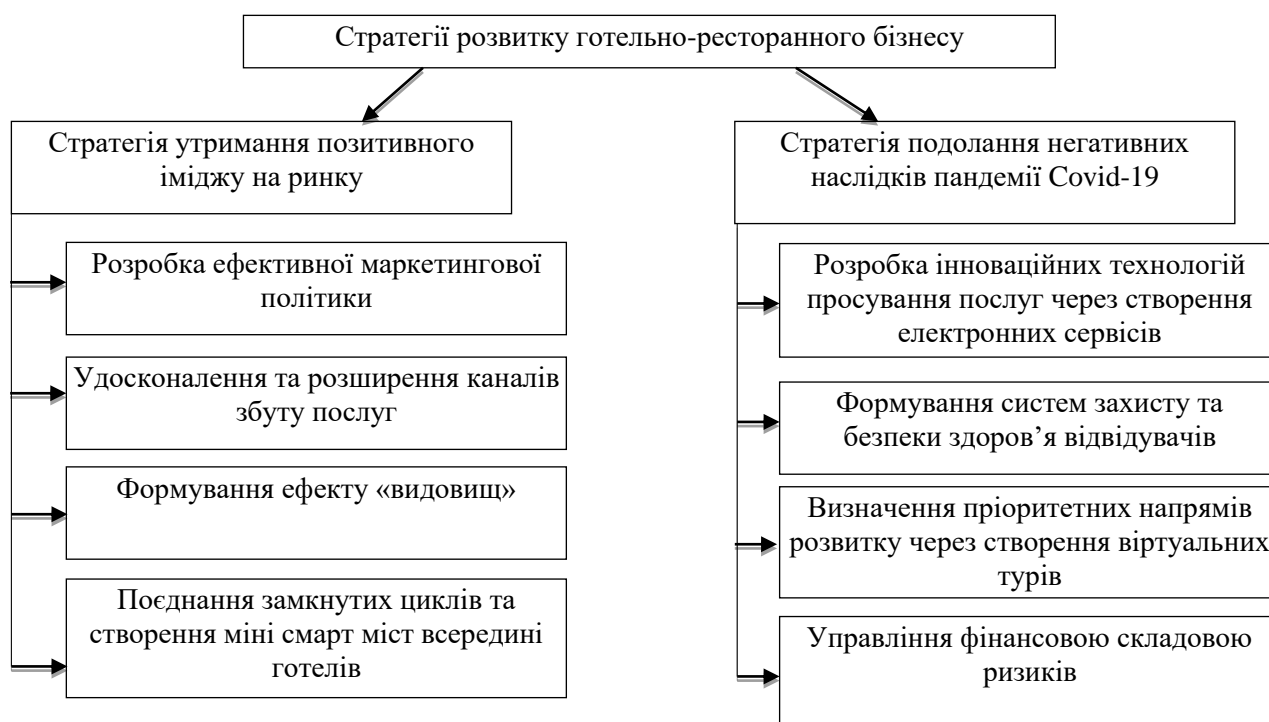 Стратегії розвитку готельно-ресторанного бізнесу
Стратегія утримання позитивного
іміджу на ринку
Розробка ефективної маркетингової
політики
Удосконалення та розширення каналів
збуту послуг
Формування ефекту «видовищ»
Поєднання замкнутих циклів та
створення міні смарт міст всередині
готелів
Стратегія подолання негативних
наслідків пандемії Covid-19
Розробка інноваційних технологій
просування послуг через створення
електронних сервісів
Формування систем захисту та
безпеки здоров’я відвідувачів
Визначення пріоритетних напрямів
розвитку через створення віртуальних
турів
Управління фінансовою складовою
ризиків